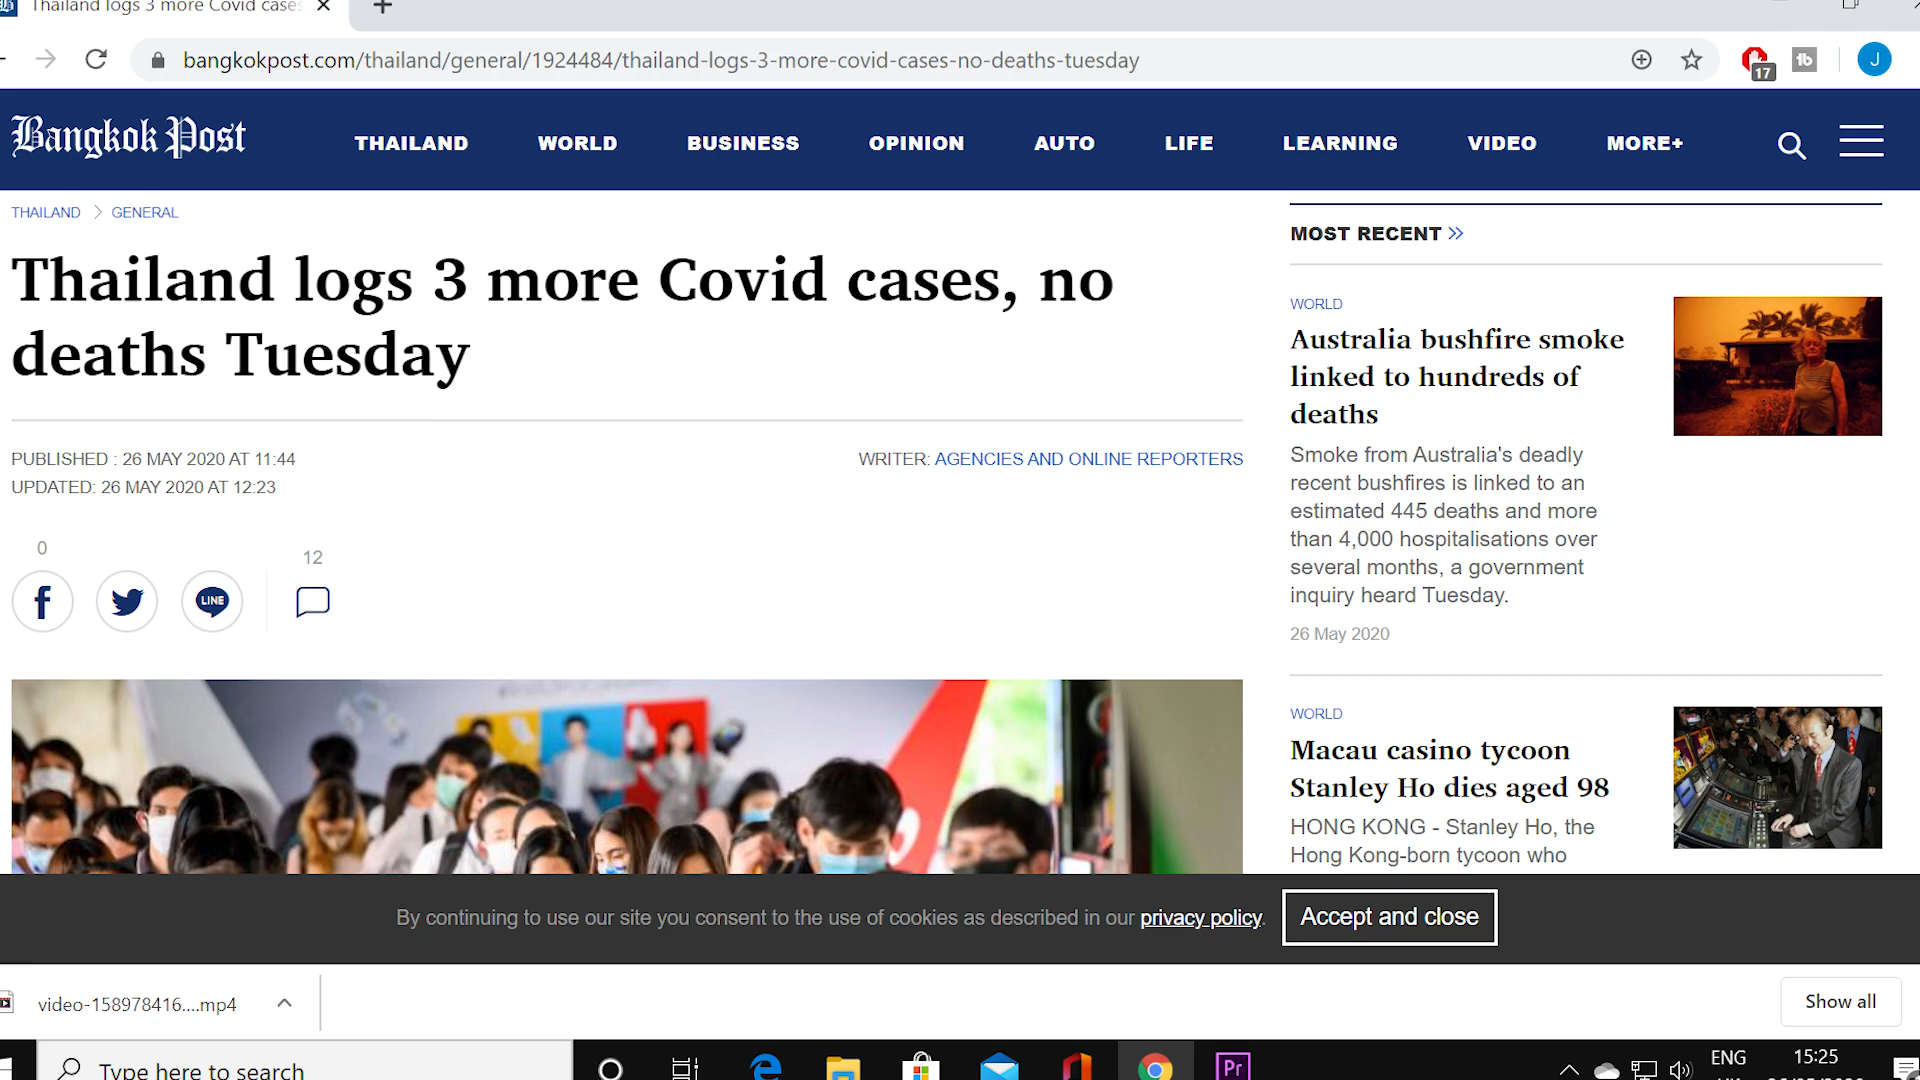 Thailand logs 3 more Covid cases
bangkokpost.com/thailand/general/1924484/thailand-logs-3-more-covid-cases-no-deaths-tuesday
17
J
Bangkok Post
THAILAND
WORLD
BUSINESS
OPINION
AUTO
LIFE
LEARNING
VIDEO
MORE+
THAILAND > GENERAL
Thailand logs 3 more Covid cases, no
deaths Tuesday
PUBLISHED : 26 MAY 2020 AT 11:44
WRITER: AGENCIES AND ONLINE REPORTERS
UPDATED: 26 MAY 2020 AT 12:23
0
12
LINE
MOST RECENT
WORLD
Australia bushfire smoke
linked to hundreds of
deaths
Smoke from Australia's deadly
recent bushfires is linked to an
estimated 445 deaths and more
than 4,000 hospitalisations over
several months, a government
inquiry heard Tuesday.
26 May 2020
WORLD
Macau casino tycoon
Stanley Ho dies aged 98
HONG KONG - Stanley Ho, the
Hong Kong-born tycoon who
By continuing to use our site you consent to the use of cookies as described in our privacy policy.
Accept and close
video-158978416....mp4
Show all
Type here to search
Pr
ENG
15:25